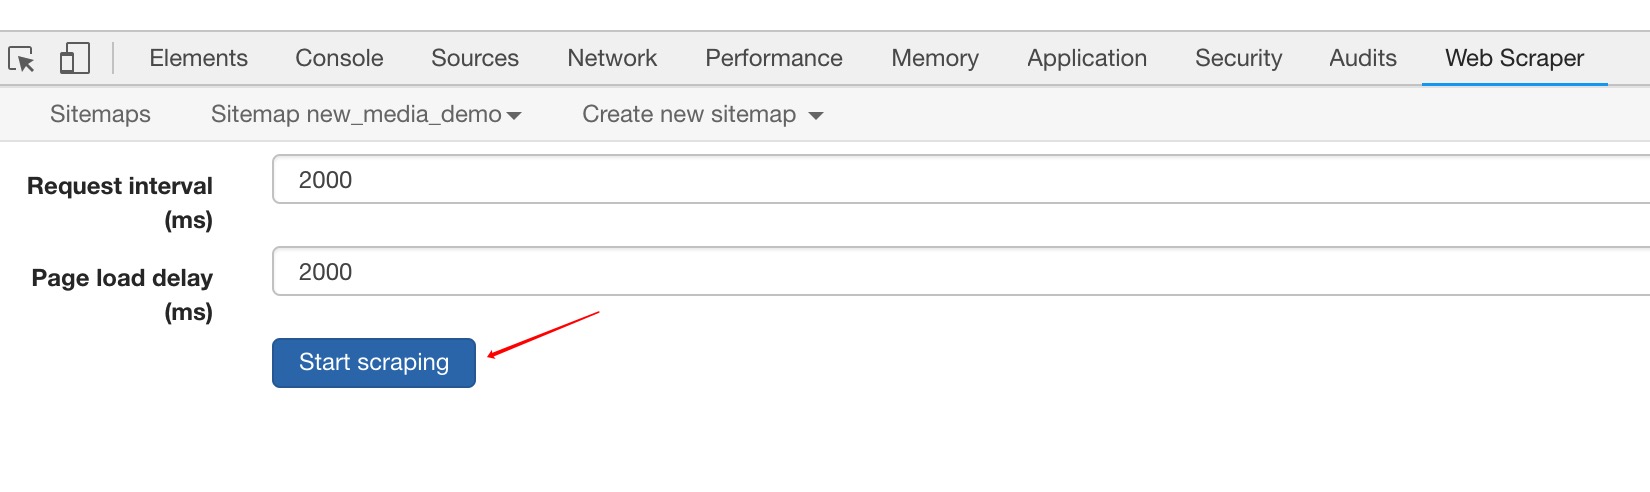 Elements Console Sources Network Performance Memory Application Security Audits Web Scraper
Sitemaps Sitemap new_media_demo Create new sitemap
Request interval
(ms)
2000
Page load delay
(ms)
2000
Start scraping